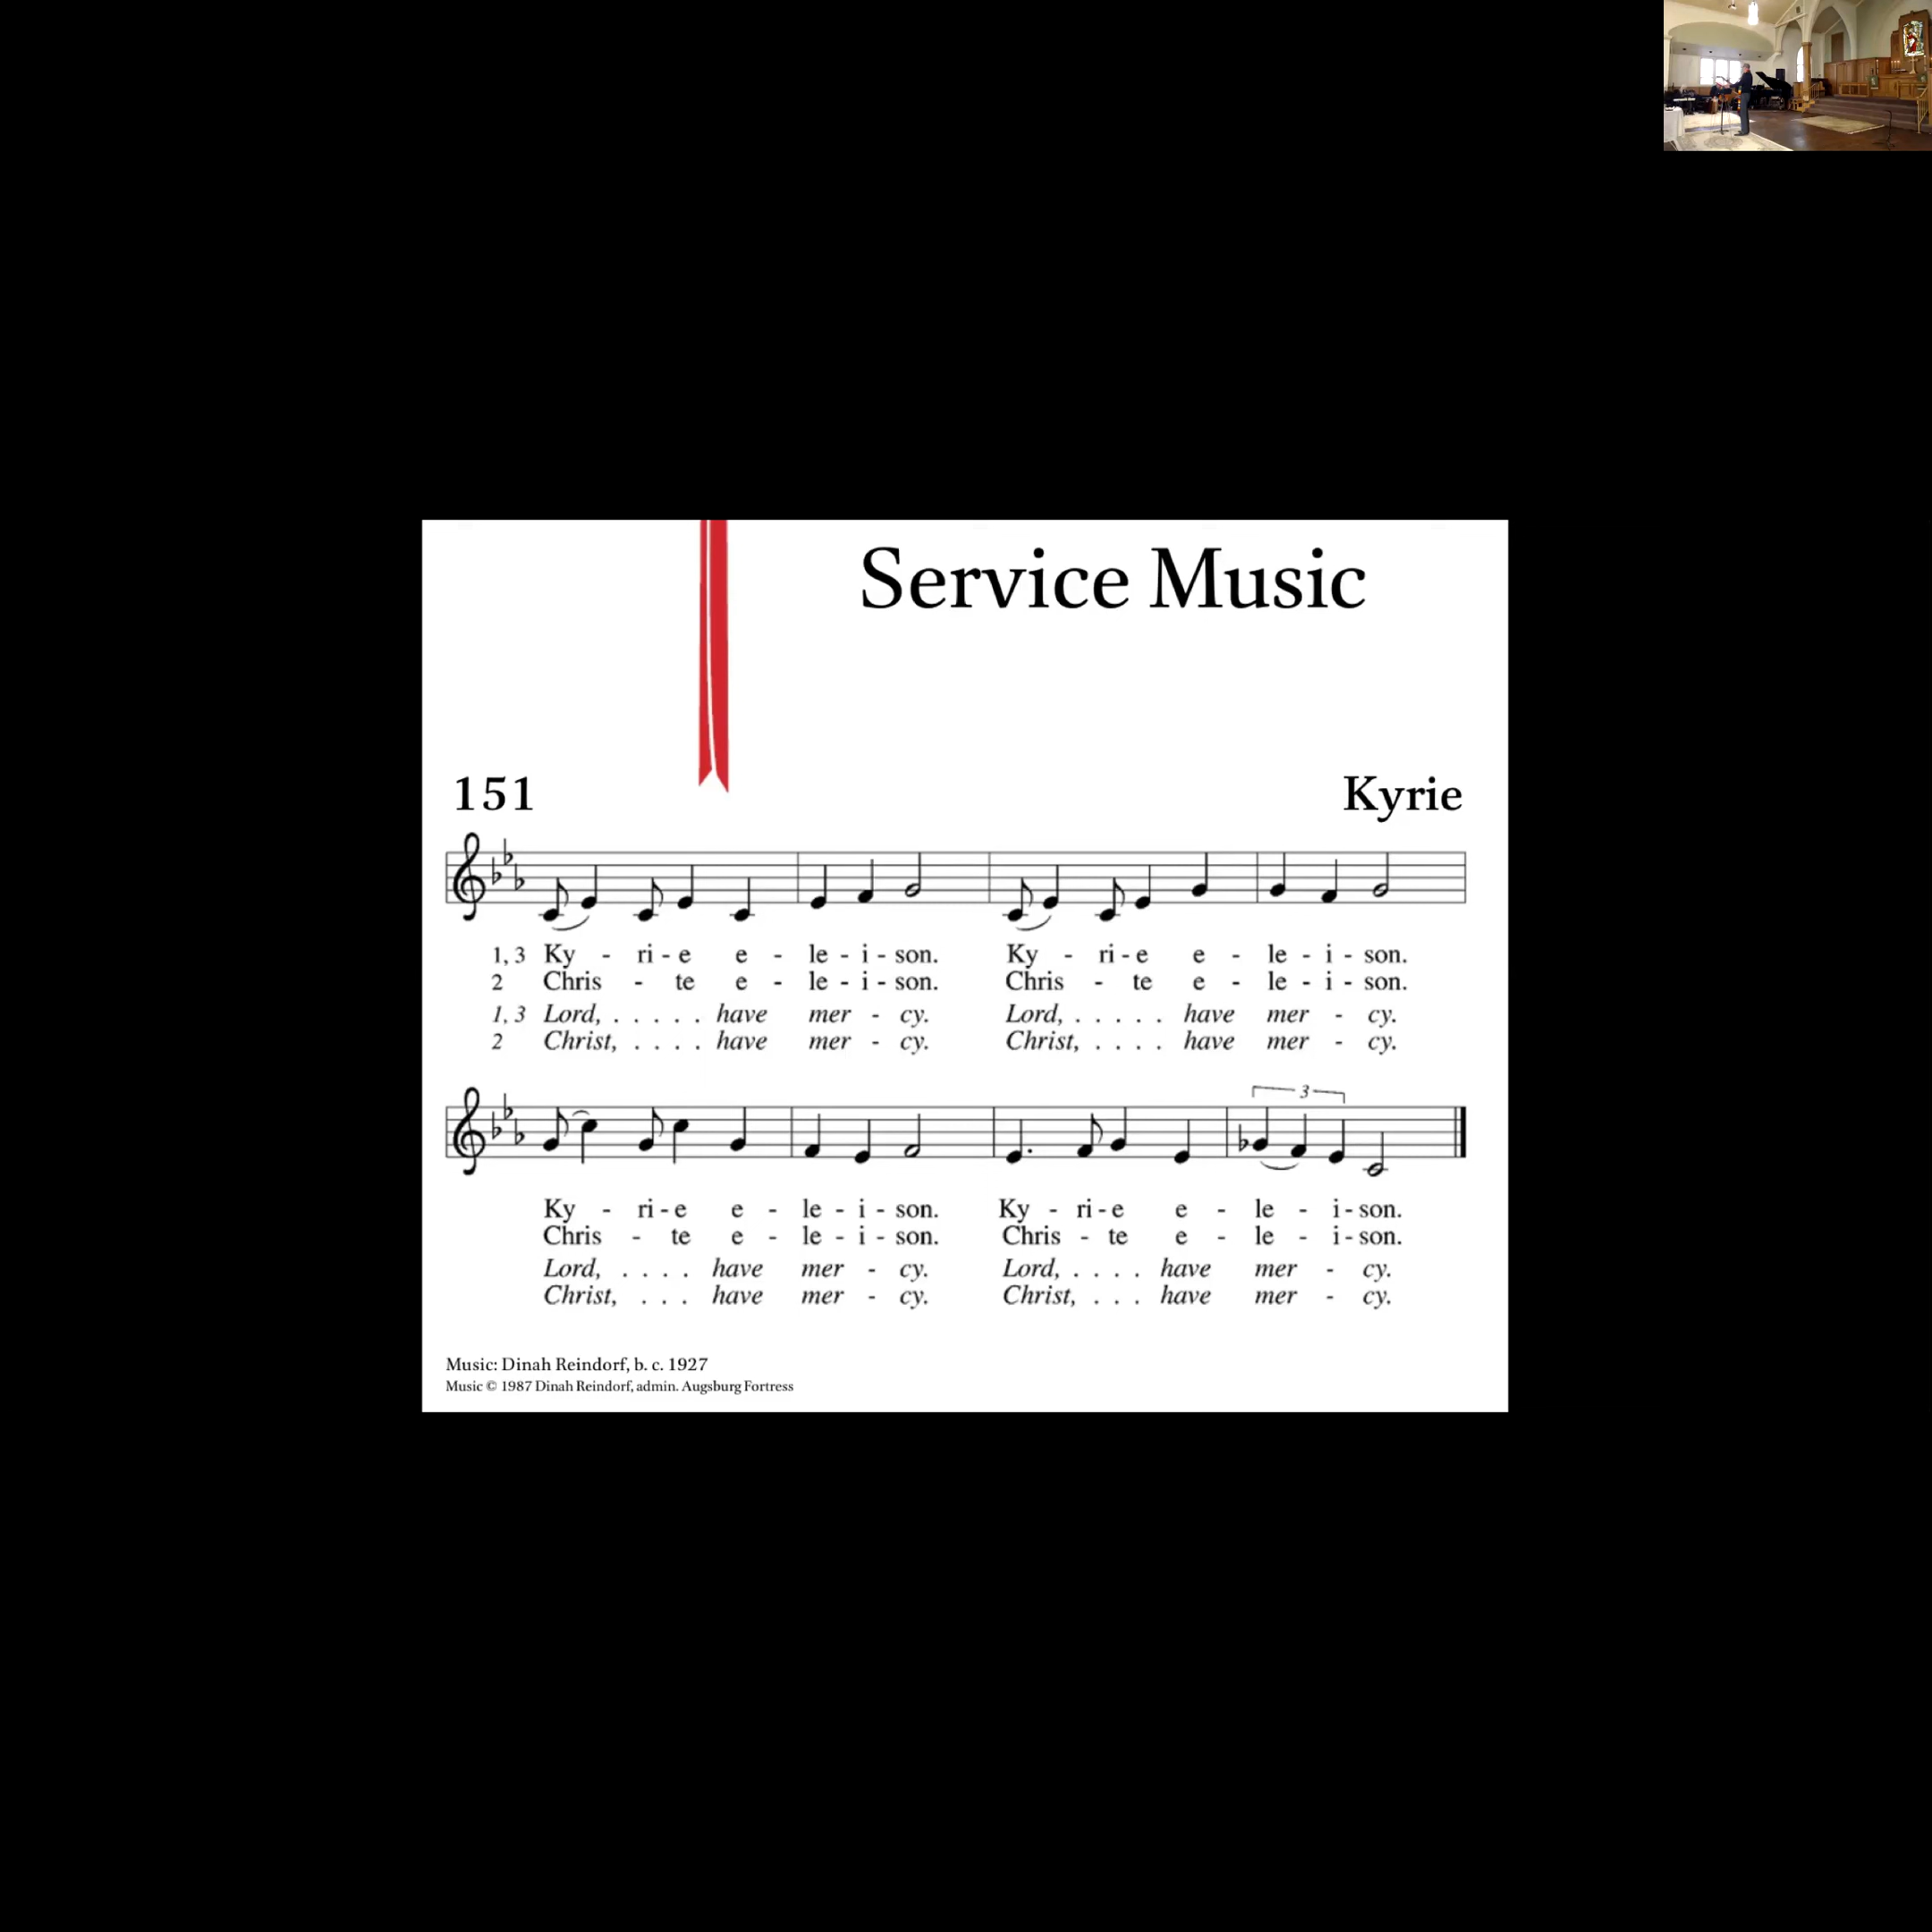 Service Music
151 Kyrie
1, 3 Ky - ri - e e - le - i - son. Ky - ri - e e - le - i - son.
2 Chris - te e - le - i - son. Chris - te e - le - i - son.
1, 3 Lord, . . . . . have mer - cy. Lord, . . . . . have mer - cy.
2 Christ, . . . . have mer - cy. Christ, . . . . have mer - cy.
3
Ky - ri - e e - le - i - son. Ky - ri - e e - le - i - son.
Chris - te e - le - i - son. Chris - te e - le - i - son.
Lord, . . . . have mer - cy. Lord, . . . . have mer - cy.
Christ, . . . have mer - cy. Christ, . . . have mer - cy.
Music: Dinah Reindorf, b. c. 1927
Music © 1987 Dinah Reindorf, admin. Augsburg Fortress